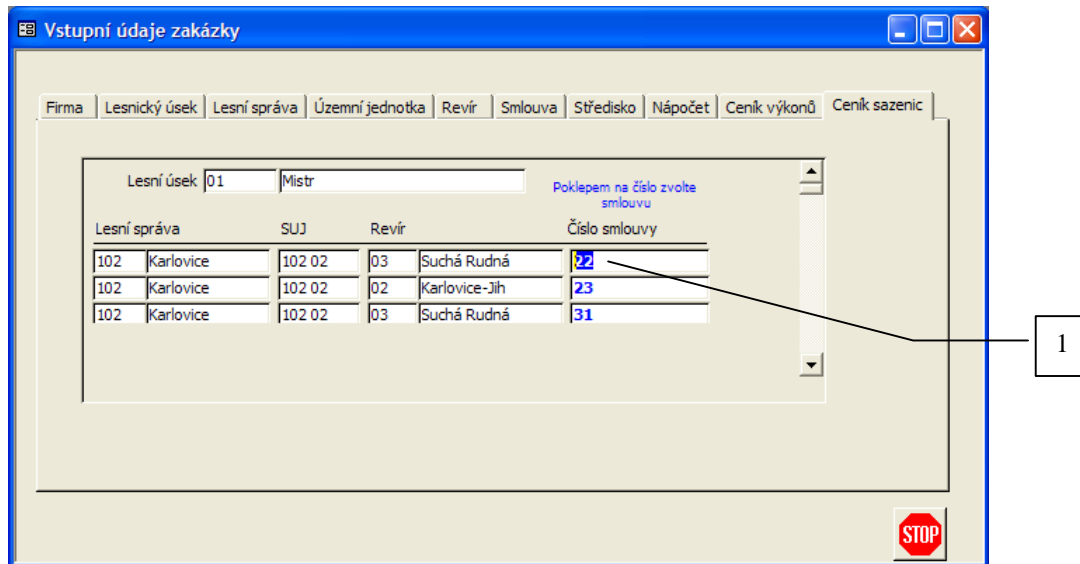 Vstupní údaje zakázky
Firma Lesnický úsek Lesní správa Územní jednotka Revír Smlouva Středisko Nápočet Ceník výkonů Ceník sazenic
Lesní úsek 01 Mistr
Poklepem na číslo zvolte
smlouvu
Lesní správa SUJ Revír Číslo smlouvy
102 Karlovice 102 02 03 Suchá Rudná 22
102 Karlovice 102 02 02 Karlovice-Jih 23
102 Karlovice 102 02 03 Suchá Rudná 31
1
STOP